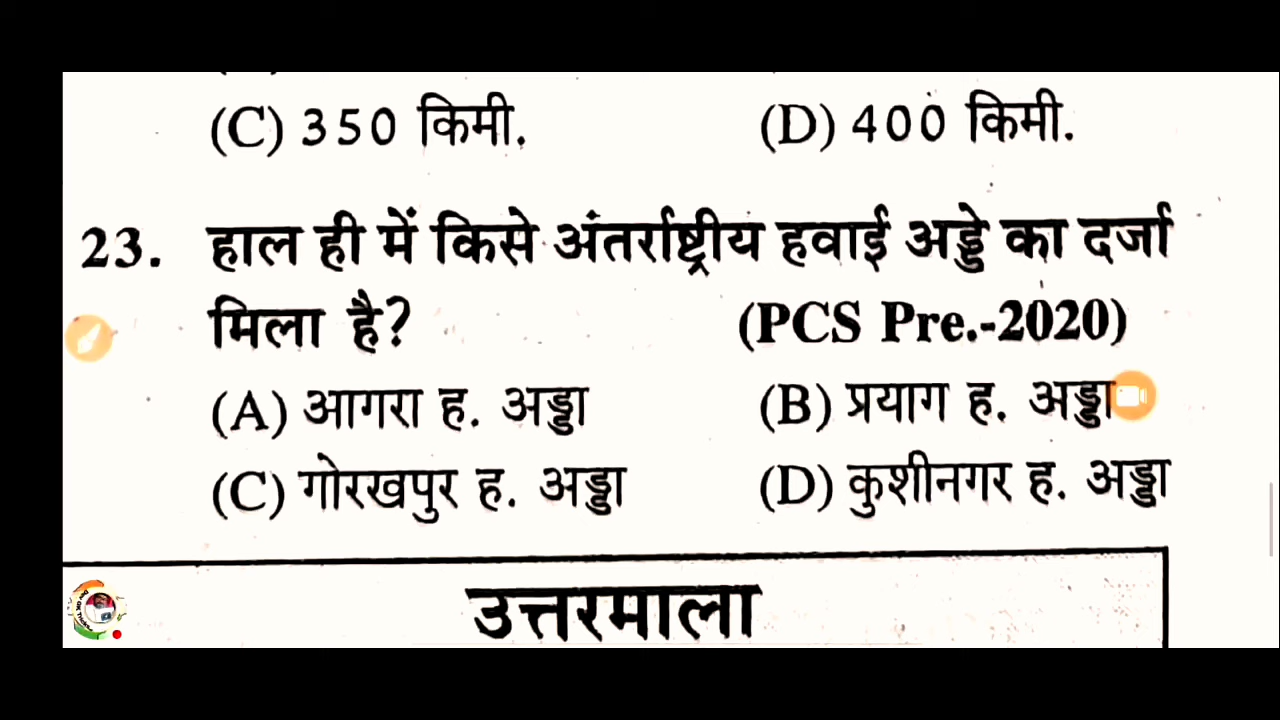 (C) 350 किमी. (D) 400 किमी.
23. हाल ही में किसे अंतर्राष्ट्रीय हवाई अड्डे का दर्जा
मिला है? (PCS Pre.-2020)
(A) आगरा ह. अड्डा (B) प्रयाग ह. अड्डा
(C) गोरखपुर ह. अड्डा (D) कुशीनगर ह. अड्डा
उत्तरमाला